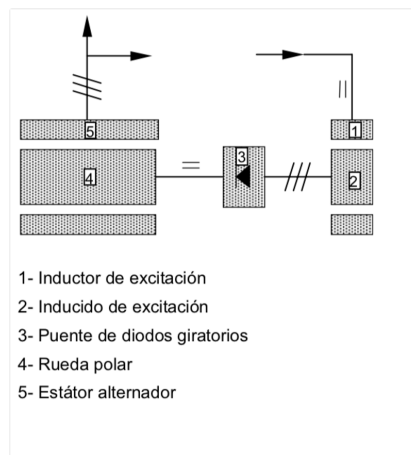 5
1
3
4
2
1- Inductor de excitación
2- Inducido de excitación
3- Puente de diodos giratorios
4- Rueda polar
5- Estátor alternador